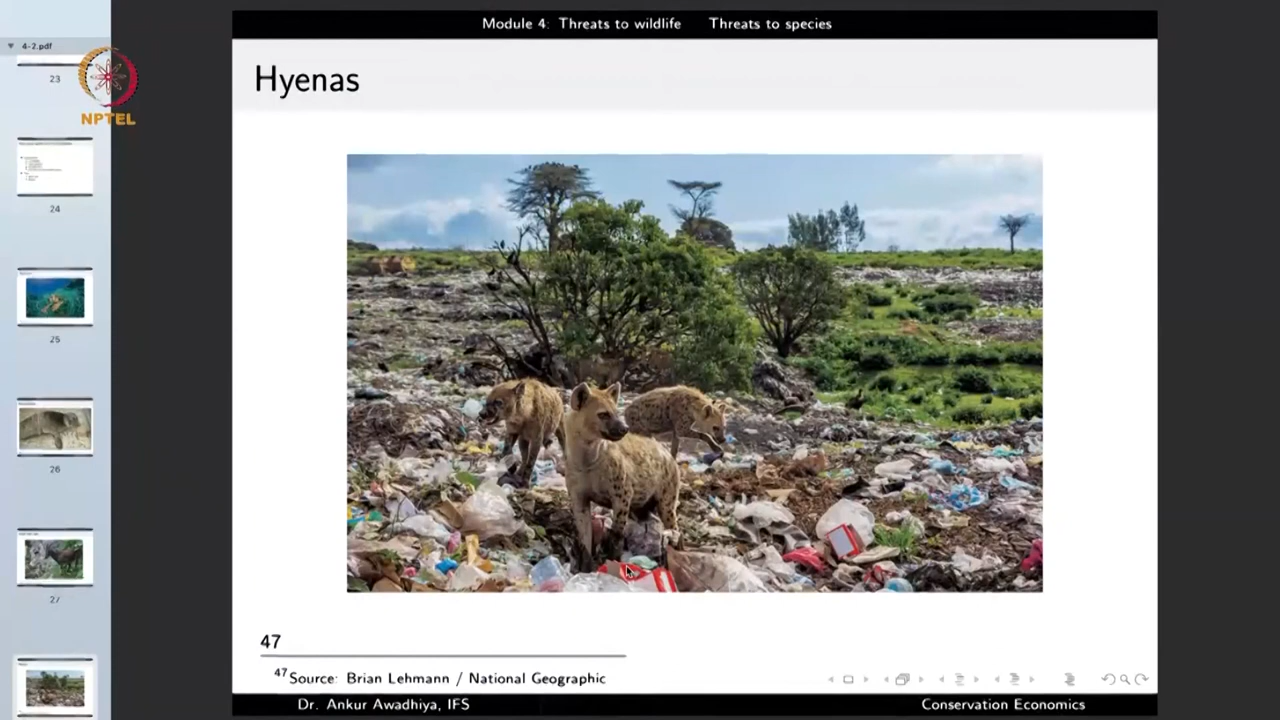 Module 4: Threats to wildlife Threats to species
4-2.pdf
23
NPTEL
Hyenas
24
25
26
27
47
47Source: Brian Lehmann / National Geographic
Dr. Ankur Awadhiya, IFS Conservation Economics